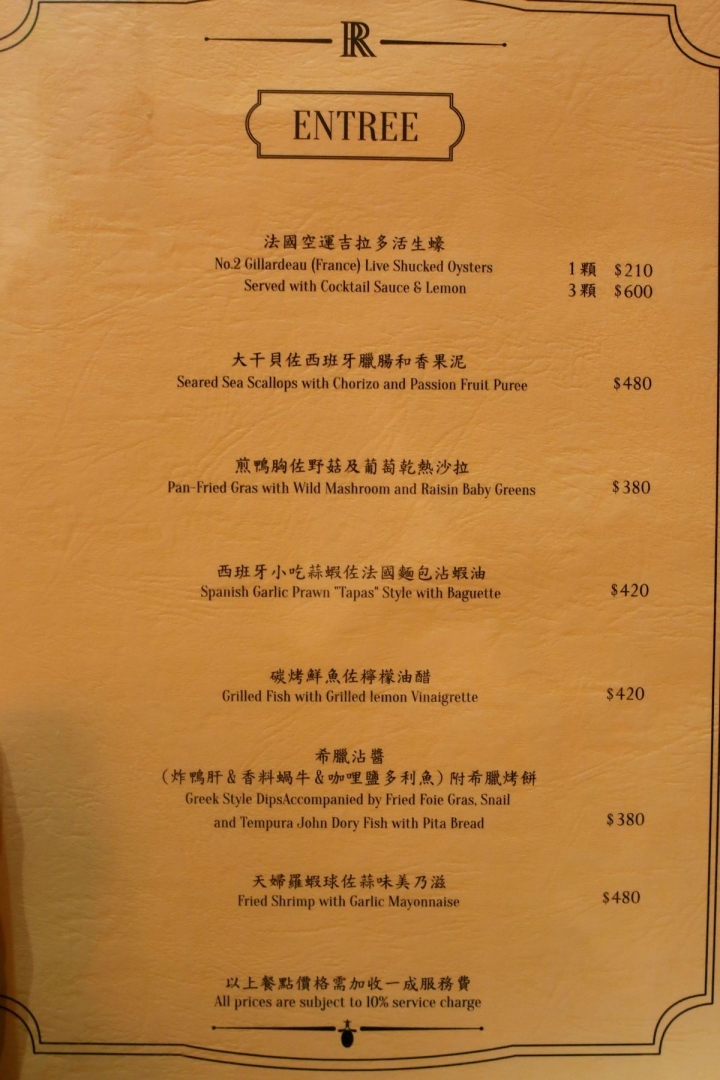 R
ENTREE
法國空運吉拉多活生蠔
No.2 Gillardeau (France) Live Shucked Oysters
1顆 $210
Served with Cocktail Sauce & Lemon
3顆 $600
大干貝佐西班牙臘腸和香果泥
Seared Sea Scallops with Chorizo and Passion Fruit Puree $480
煎鴨胸佐野菇及葡萄乾熱沙拉
Pan-Fried Gras with Wild Mashroom and Raisin Baby Greens $380
西班牙小吃蒜蝦佐法國麵包沾蝦油
Spanish Garlic Prawn "Tapas" Style with Baguette $420
碳烤鮮魚佐檸檬油醋
Grilled Fish with Grilled lemon Vinaigrette $420
希臘沾醬
(炸鴨肝&香料蝸牛&咖哩鹽多利魚)附希臘烤餅
Greek Style DipsAccompanied by Fried Foie Gras, Snail
and Tempura John Dory Fish with Pita Bread $380
天婦羅蝦球佐蒜味美乃滋
Fried Shrimp with Garlic Mayonnaise $480
以上餐點價格需加收一成服務費
All prices are subject to 10% service charge